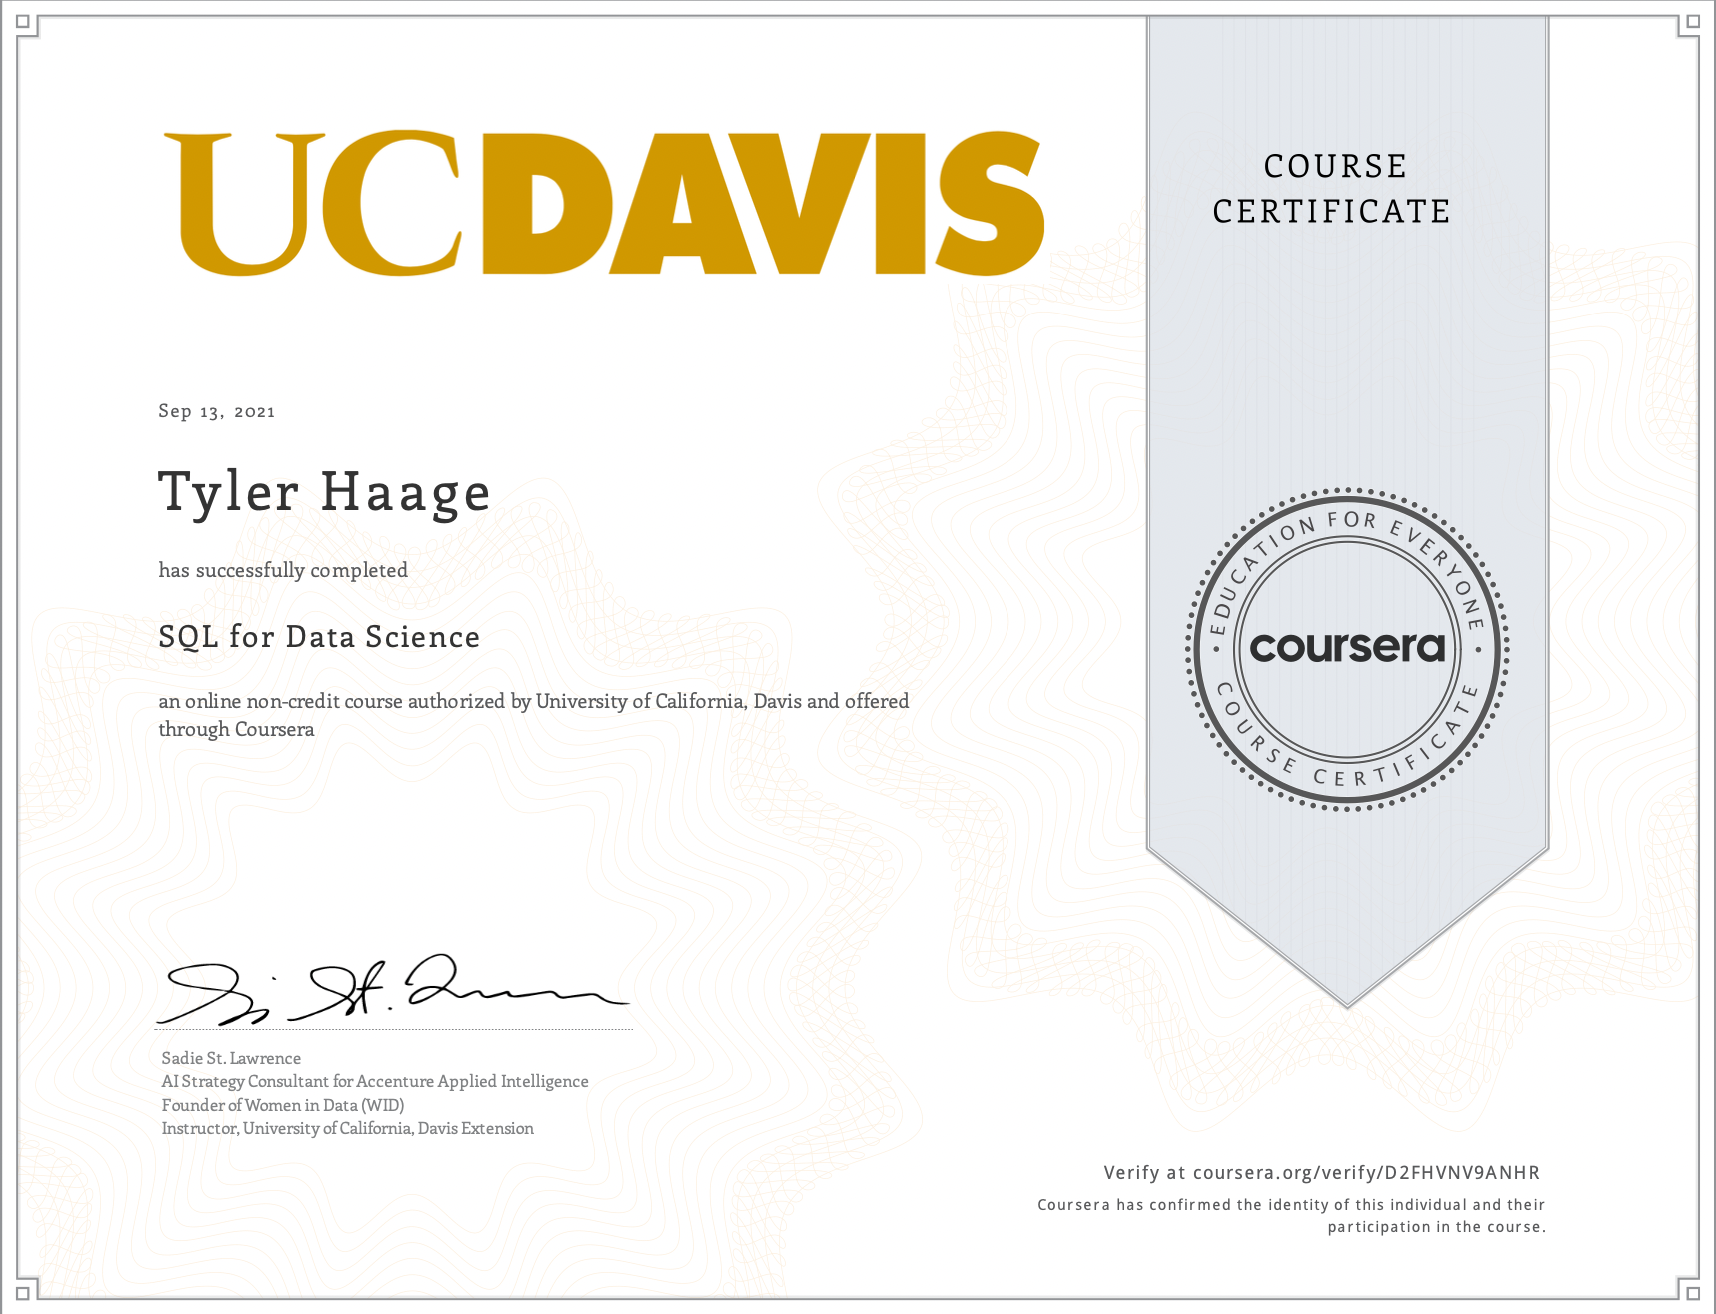 UCDAVIS
COURSE
CERTIFICATE
Sep 13, 2021
Tyler Haage
has successfully completed
SQL for Data Science
an online non-credit course authorized by University of California, Davis and offered
through Coursera
EDUCATION FOR EVERYONE
coursera
COURSE CERTIFICATE
Sadie St. Lawrence
AI Strategy Consultant for Accenture Applied Intelligence
Founder of Women in Data (WID)
Instructor, University of California, Davis Extension
Verify at coursera.org/verify/D2FHVNV9ANHR
Coursera has confirmed the identity of this individual and their
participation in the course.